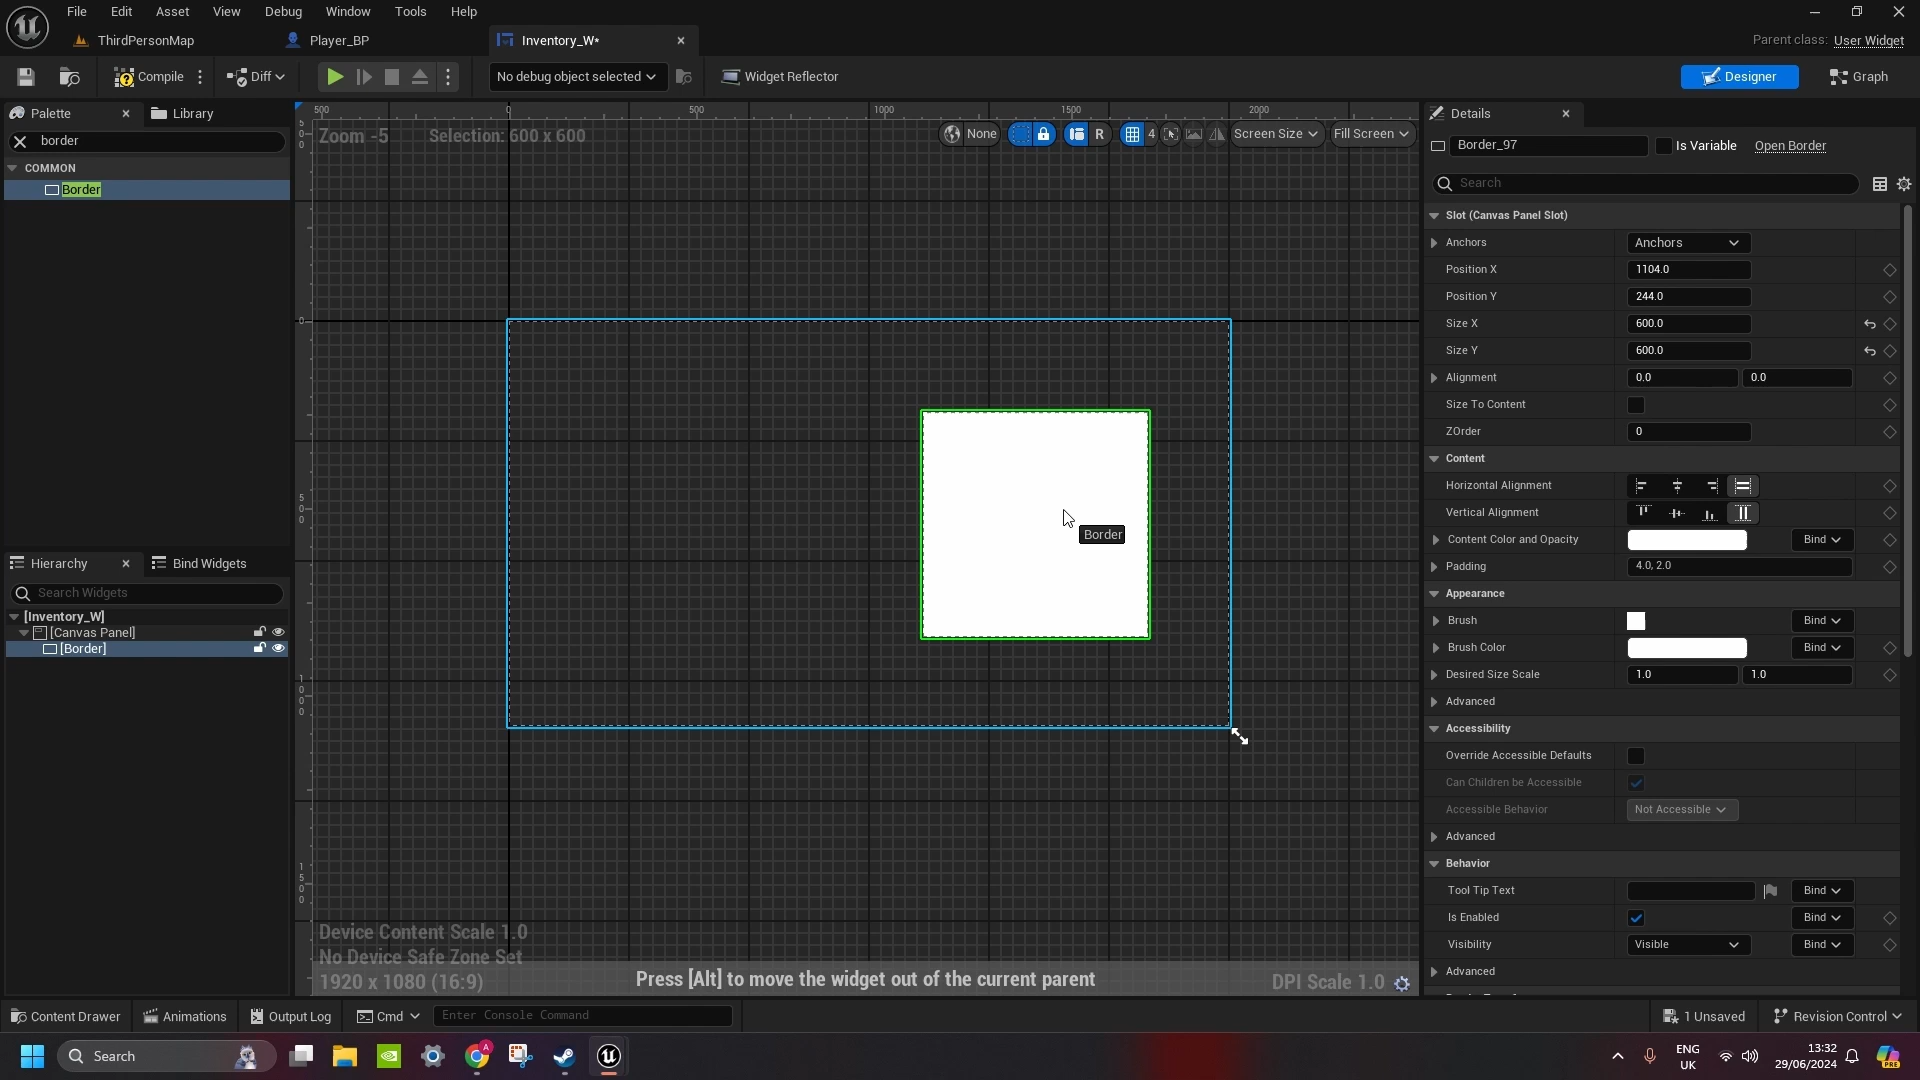 File Edit Asset View Debug Window Tools Help
ThirdPersonMap Player_BP Inventory_W* Parent class: User Widget
Compile Diff No debug object selected Widget Reflector Designer Graph
Palette Library
border
COMMON
Border
Hierarchy Bind Widgets
Search Widgets
[Inventory_W]
[Canvas Panel]
[Border]
500 0 500 1000 1500 2000
Zoom -5 Selection: 600 x 600 None R 4 Screen Size Fill Screen
500
0
500
1000
1500
Border
Device Content Scale 1.0
No Device Safe Zone Set
1920 x 1080 (16:9) Press [Alt] to move the widget out of the current parent DPI Scale 1.0
Details
Border_97 Is Variable Open Border
Search
Slot (Canvas Panel Slot)
Anchors Anchors
Position X 1104.0
Position Y 244.0
Size X 600.0
Size Y 600.0
Alignment 0.0 0.0
Size To Content
ZOrder 0
Content
Horizontal Alignment
Vertical Alignment
Content Color and Opacity Bind
Padding 4.0, 2.0
Appearance
Brush Bind
Brush Color Bind
Desired Size Scale 1.0 1.0
Advanced
Accessibility
Override Accessible Defaults
Can Children be Accessible
Accessible Behavior Not Accessible
Advanced
Behavior
Tool Tip Text Bind
Is Enabled Bind
Visibility Visible Bind
Advanced
Content Drawer Animations Output Log Cmd Enter Console Command 1 Unsaved Revision Control
Search A ENG UK 13:32 29/06/2024 PRE